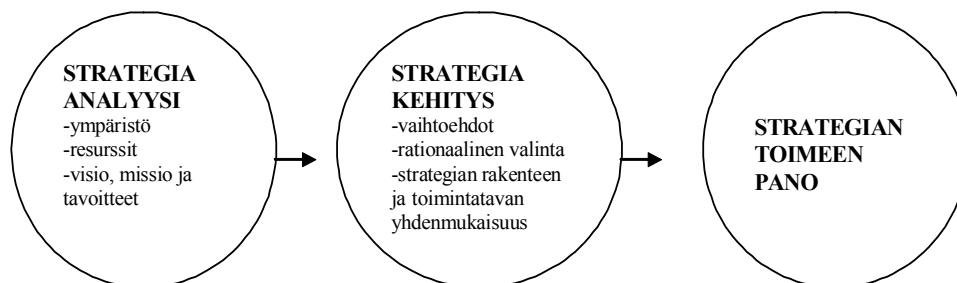 STRATEGIA
ANALYYSI
-ympäristö
-resurssit
-visio, missio ja
tavoitteet
STRATEGIA
KEHITYS
-vaihtoehdot
-rationaalinen valinta
-strategian rakenteen
ja toimintatavan
yhdenmukaisuus
STRATEGIAN
TOIMEEN
PANO